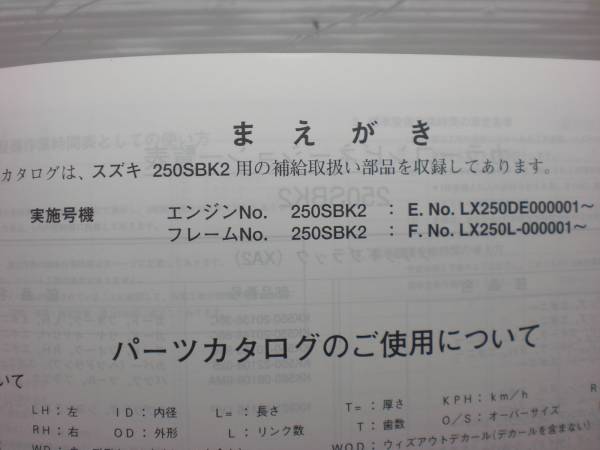 まえがき
カタログは、スズキ 250SBK2 用の補給取扱い部品を収録してあります。
実施号機 エンジンNo. 250SBK2 : E. No. LX250DE000001～
フレームNo. 250SBK2 : F. No. LX250L-000001～
パーツカタログのご使用について
いて
LH：左 ID：内径 L=：長さ T=：厚さ KPH：km/h R
RH：右 OD：外形 L：リンク数 T：歯数 O/S：オーバーサイズ
WOD：ウィズアウトデカール(デカールを含まない)